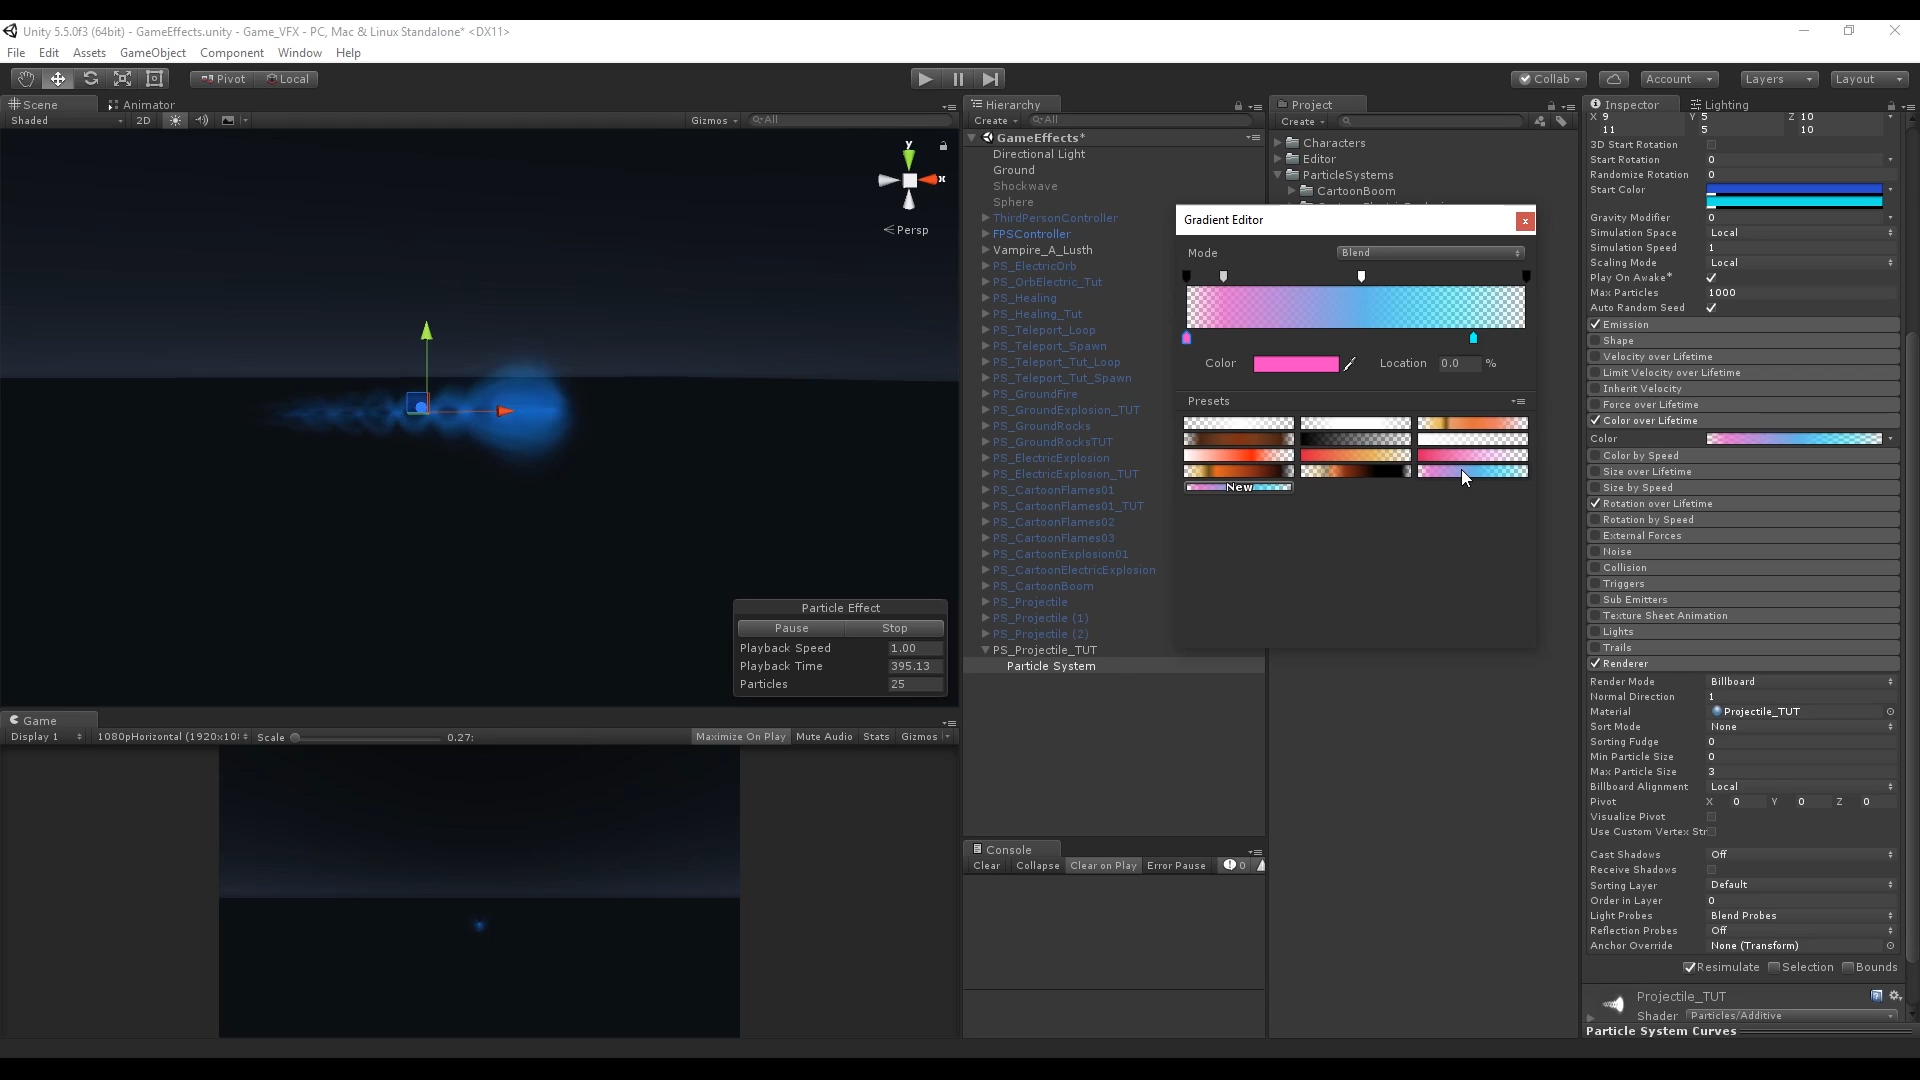 Unity 5.5.0f3 (64bit) - GameEffects.unity - Game_VFX - PC, Mac & Linux Standalone* <DX11>
File Edit Assets GameObject Component Window Help
Pivot Local Collab Account Layers Layout
Scene Animator
Shaded 2D Gizmos All
y
x
Persp
Particle Effect
Pause Stop
Playback Speed 1.00
Playback Time 395.13
Particles 25
Game
Display 1 1080pHorizontal (1920x10 Scale 0.27: Maximize On Play Mute Audio Stats Gizmos
Hierarchy
Create All
GameEffects*
Directional Light
Ground
Shockwave
Sphere
ThirdPersonController
FPSController
Vampire_A_Lusth
PS_ElectricOrb
PS_OrbElectric_Tut
PS_Healing
PS_Healing_Tut
PS_Teleport_Loop
PS_Teleport_Spawn
PS_Teleport_Tut_Loop
PS_Teleport_Tut_Spawn
PS_GroundFire
PS_GroundExplosion_TUT
PS_GroundRocks
PS_GroundRocksTUT
PS_ElectricExplosion
PS_ElectricExplosion_TUT
PS_CartoonFlames01
PS_CartoonFlames01_TUT
PS_CartoonFlames02
PS_CartoonFlames03
PS_CartoonExplosion01
PS_CartoonElectricExplosion
PS_CartoonBoom
PS_Projectile
PS_Projectile (1)
PS_Projectile (2)
PS_Projectile_TUT
Particle System
Console
Clear Collapse Clear on Play Error Pause 0
Project
Create
Characters
Editor
ParticleSystems
CartoonBoom
Gradient Editor
Mode Blend
Color Location 0.0 %
Presets
New
Inspector Lighting
X 9 Y 5 Z 10
11 5 10
3D Start Rotation
Start Rotation 0
Randomize Rotation 0
Start Color
Gravity Modifier 0
Simulation Space Local
Simulation Speed 1
Scaling Mode Local
Play On Awake*
Max Particles 1000
Auto Random Seed
Emission
Shape
Velocity over Lifetime
Limit Velocity over Lifetime
Inherit Velocity
Force over Lifetime
Color over Lifetime
Color
Color by Speed
Size over Lifetime
Size by Speed
Rotation over Lifetime
Rotation by Speed
External Forces
Noise
Collision
Triggers
Sub Emitters
Texture Sheet Animation
Lights
Trails
Renderer
Render Mode Billboard
Normal Direction 1
Material Projectile_TUT
Sort Mode None
Sorting Fudge 0
Min Particle Size 0
Max Particle Size 3
Billboard Alignment Local
Pivot X 0 Y 0 Z 0
Visualize Pivot
Use Custom Vertex Str
Cast Shadows Off
Receive Shadows
Sorting Layer Default
Order in Layer 0
Light Probes Blend Probes
Reflection Probes Off
Anchor Override None (Transform)
Resimulate Selection Bounds
Projectile_TUT
Shader Particles/Additive
Particle System Curves